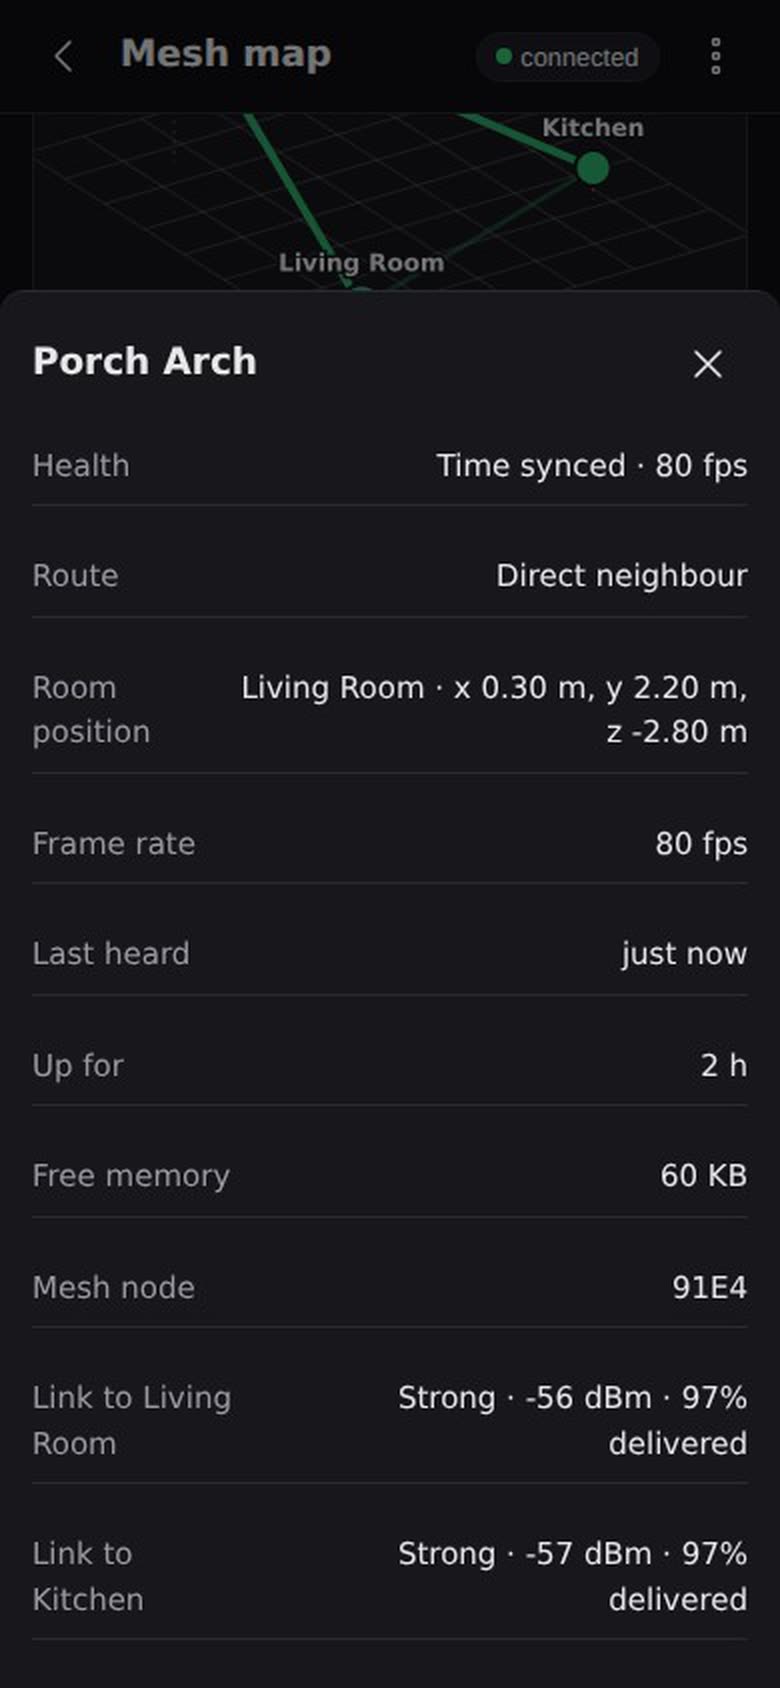 Mesh map
connected
Kitchen
Living Room
Porch Arch
Health
Time synced · 80 fps
Route
Direct neighbour
Room
position
Living Room · x 0.30 m, y 2.20 m,
z -2.80 m
Frame rate
80 fps
Last heard
just now
Up for
2 h
Free memory
60 KB
Mesh node
91E4
Link to Living
Room
Strong · -56 dBm · 97%
delivered
Link to
Kitchen
Strong · -57 dBm · 97%
delivered